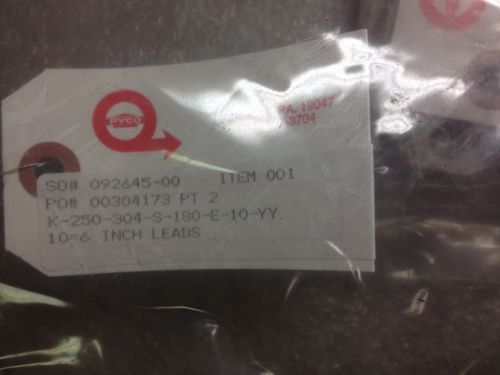 PYCO
PA. 19047
3704
SO# 092645-00 ITEM 001
PO# 00304173 PT 2
K-250-304-S-180-E-10-YY
10=6 INCH LEADS